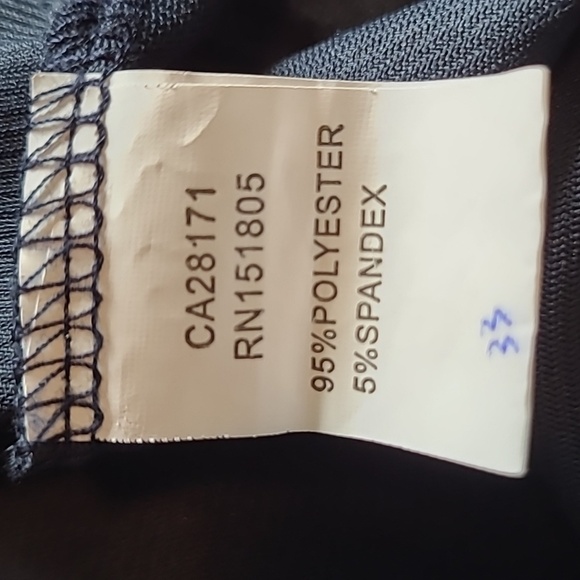 CA28171
RN151805
95%POLYESTER
5%SPANDEX
33